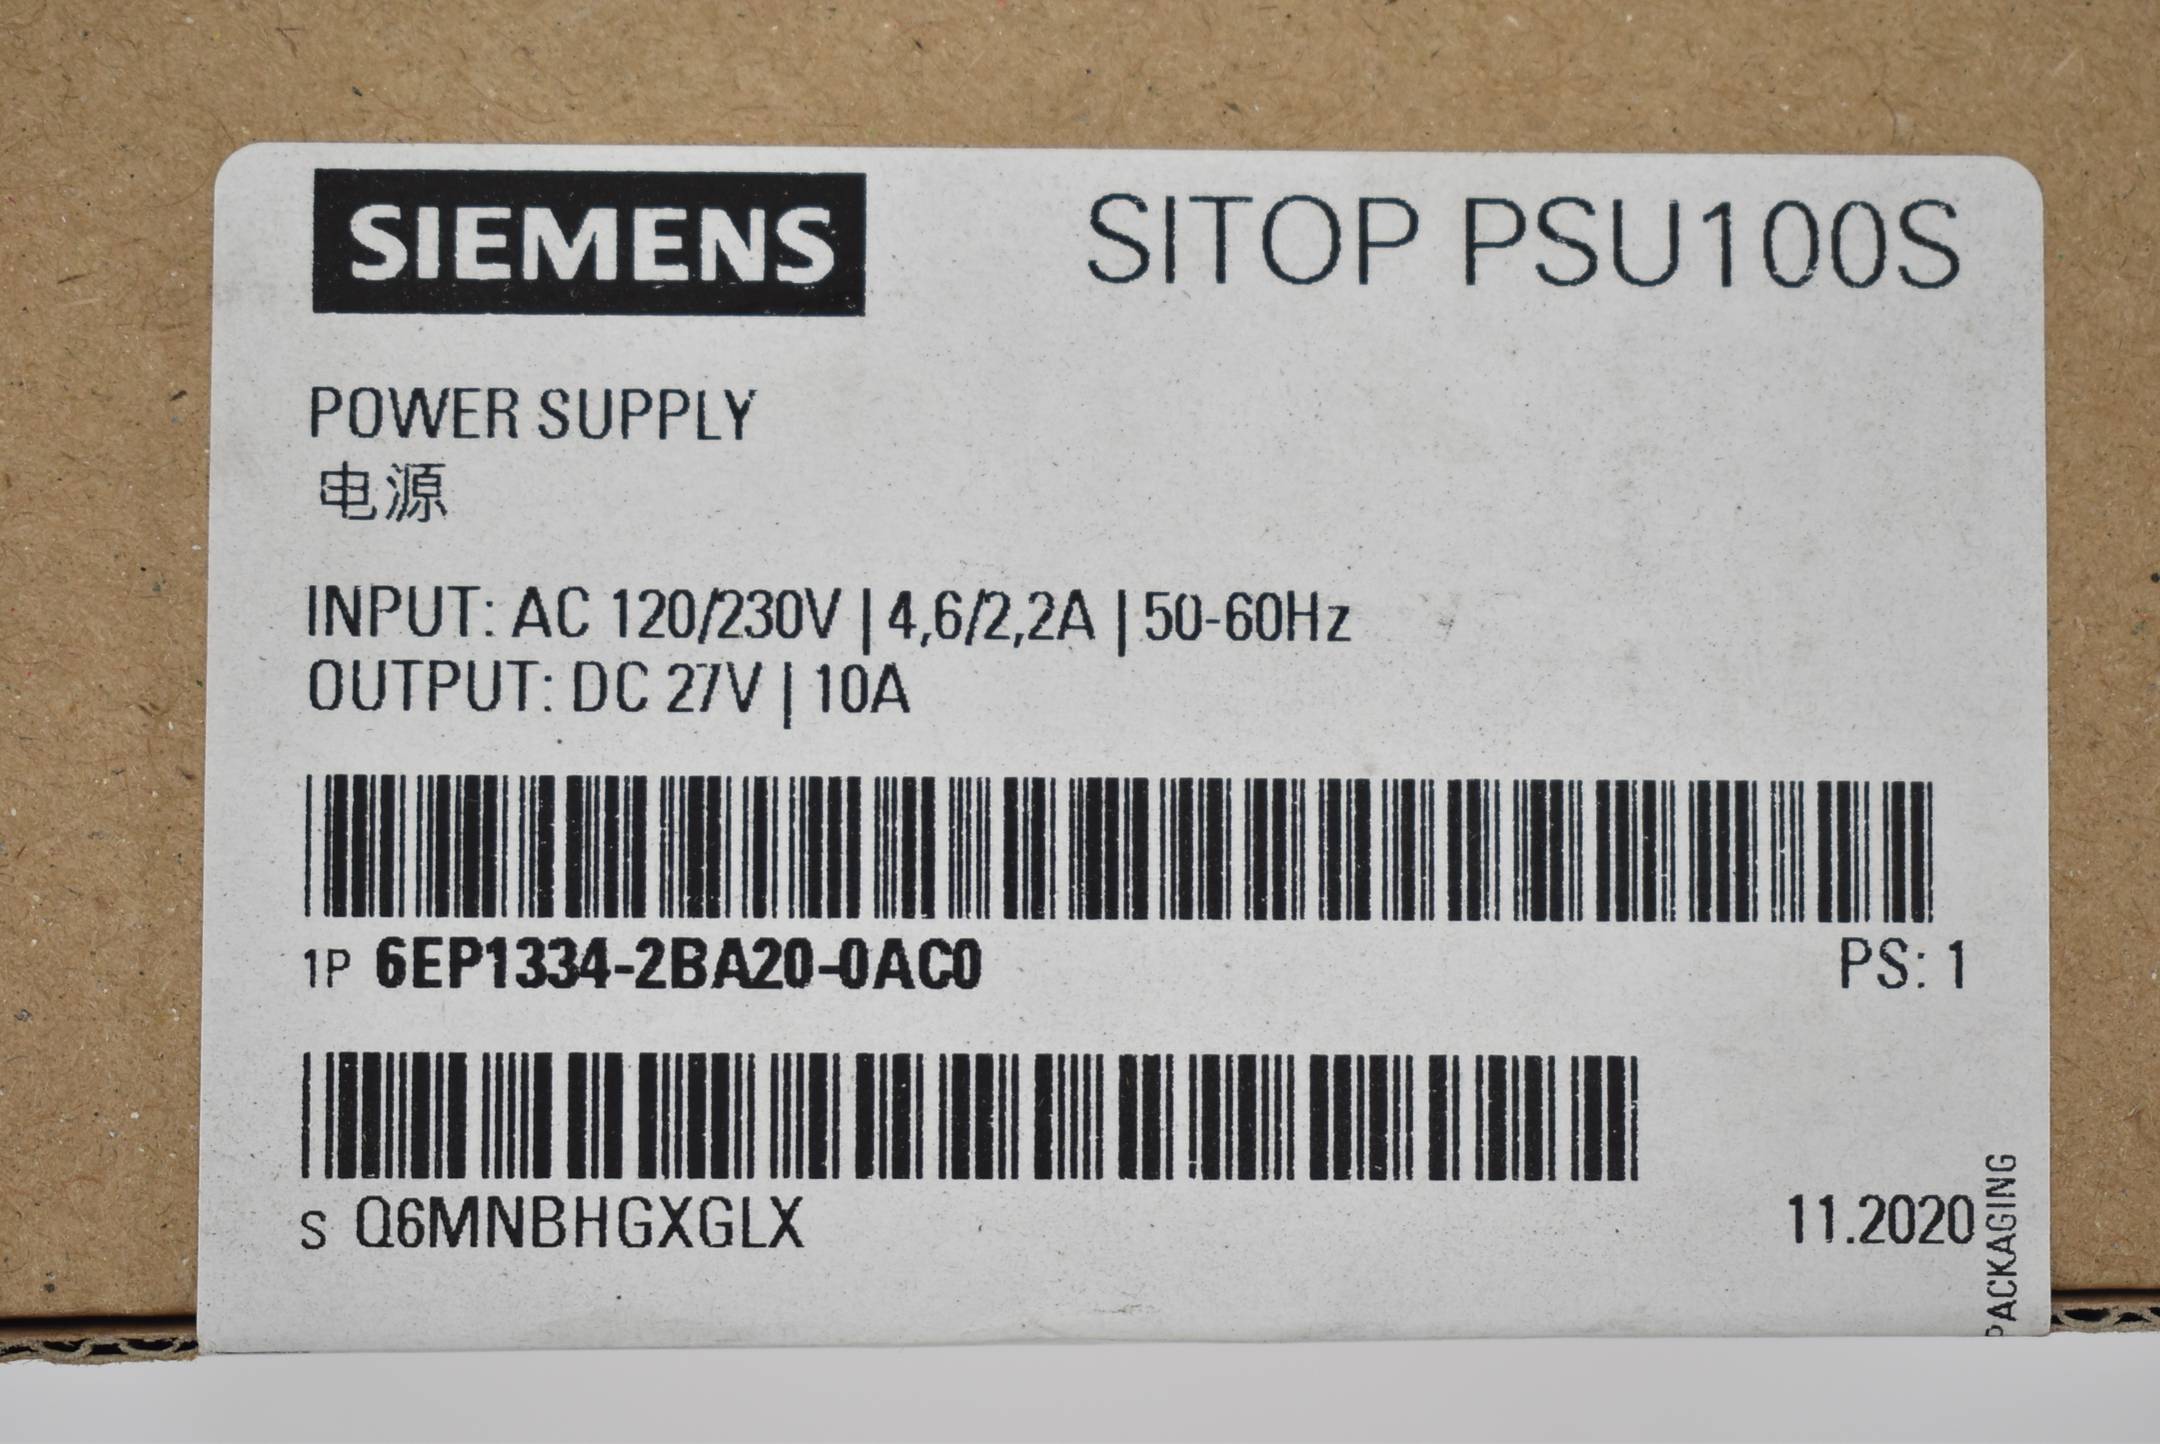 SIEMENS
SITOP PSU100S
POWER SUPPLY
电源
INPUT: AC 120/230V | 4,6/2,2A | 50-60Hz
OUTPUT: DC 27V | 10A
1P 6EP1334-2BA20-0AC0
PS: 1
S Q6MNBHGXGLX
11.2020
PACKAGING